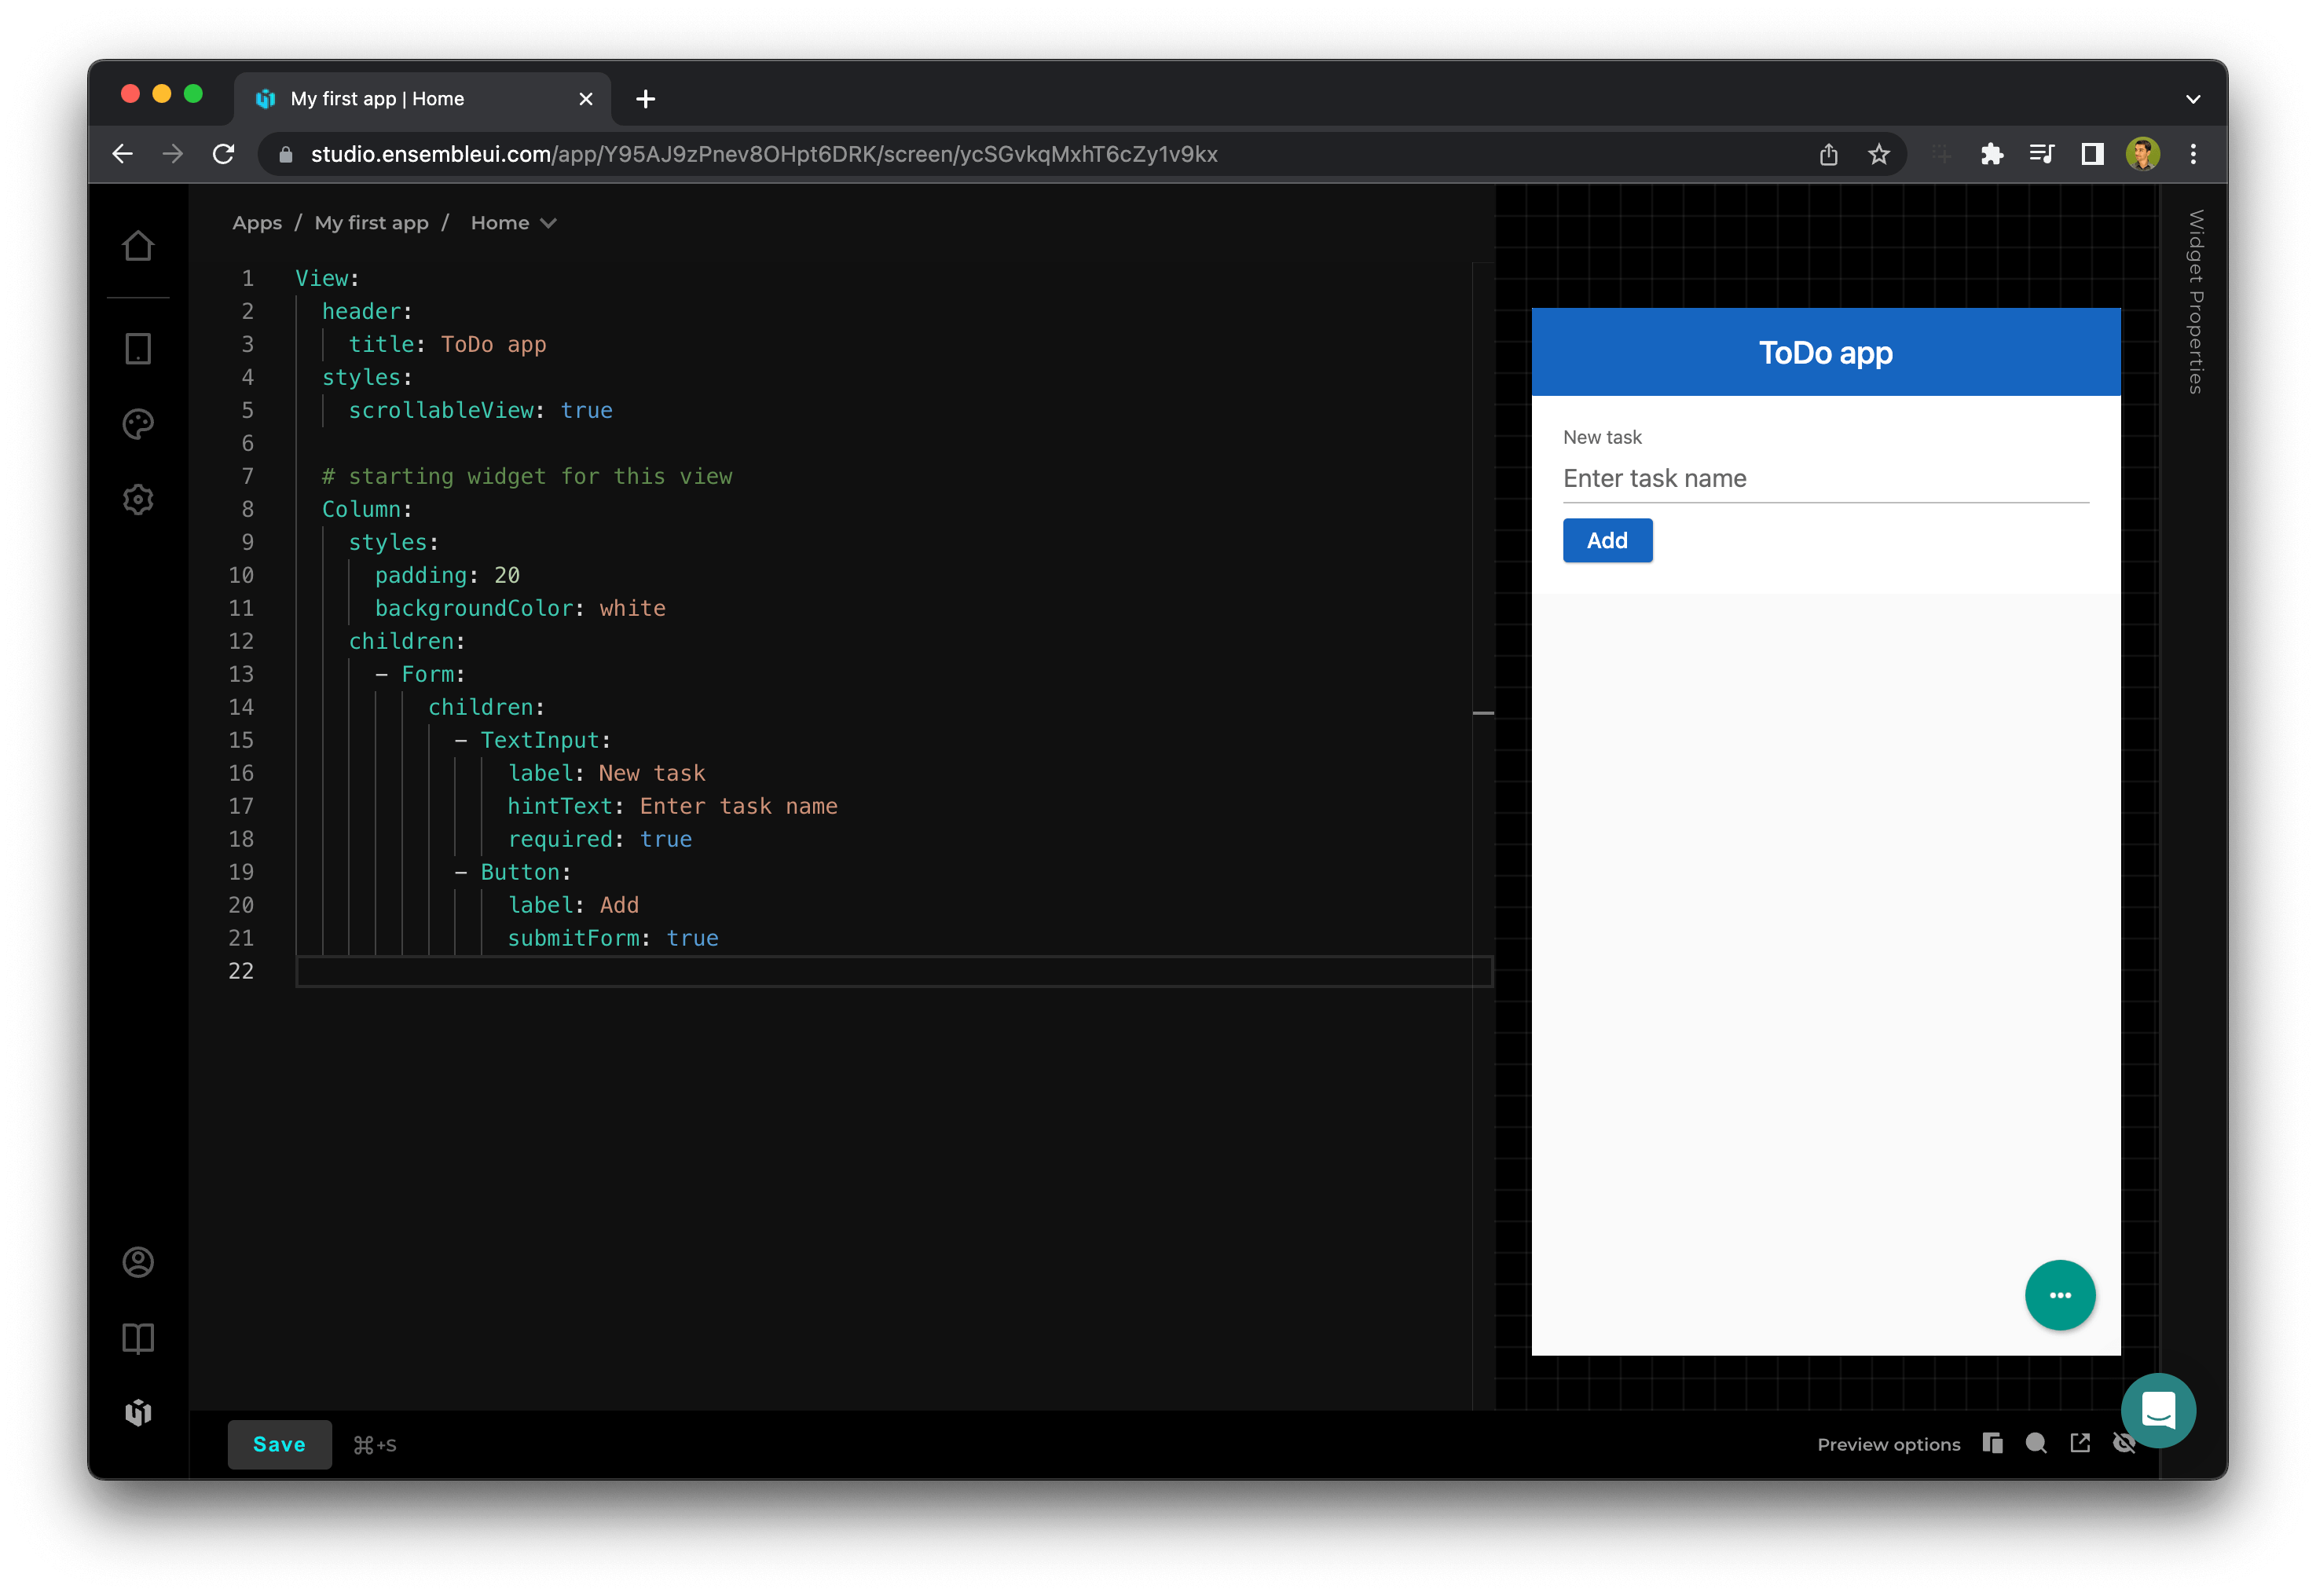 My first app | Home
studio.ensembleui.com/app/Y95AJ9zPnev8OHpt6DRK/screen/ycSGvkqMxhT6cZy1v9kx
Apps / My first app / Home
1 View:
2 header:
3 title: ToDo app
4 styles:
5 scrollableView: true
6
7 # starting widget for this view
8 Column:
9 styles:
10 padding: 20
11 backgroundColor: white
12 children:
13 - Form:
14 children:
15 - TextInput:
16 label: New task
17 hintText: Enter task name
18 required: true
19 - Button:
20 label: Add
21 submitForm: true
22
ToDo app
New task
Enter task name
Add
Widget Properties
Save ⌘+S
Preview options